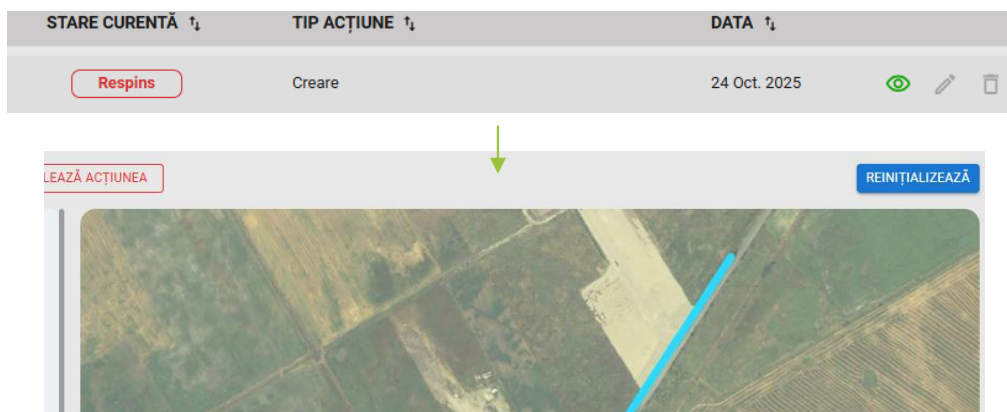 STARE CURENTĂ TIP ACȚIUNE DATA
Respins Creare 24 Oct. 2025
LEAZĂ ACȚIUNEA REINIȚIALIZEAZĂ